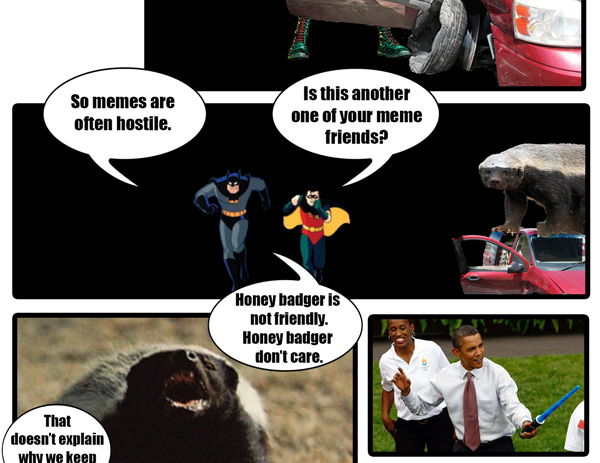 So memes are
often hostile.
Is this another
one of your meme
friends?
Honey badger is
not friendly.
Honey badger
don't care.
That
doesn't explain
why we keep